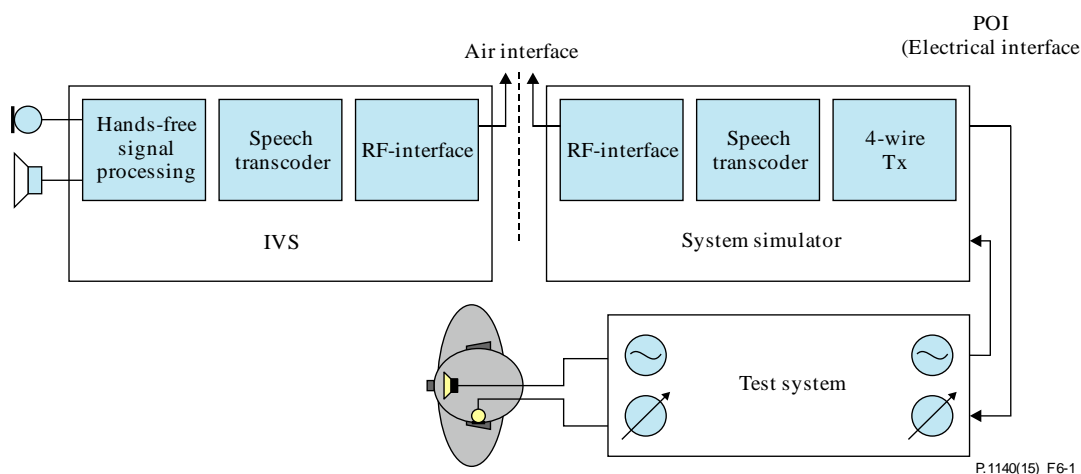 POI
(Electrical interface
Air interface
Hands-free
signal
processing
Speech
transcoder
RF-interface
RF-interface
Speech
transcoder
4-wire
Tx
IVS
System simulator
Test system
P.1140(15)_F6-1